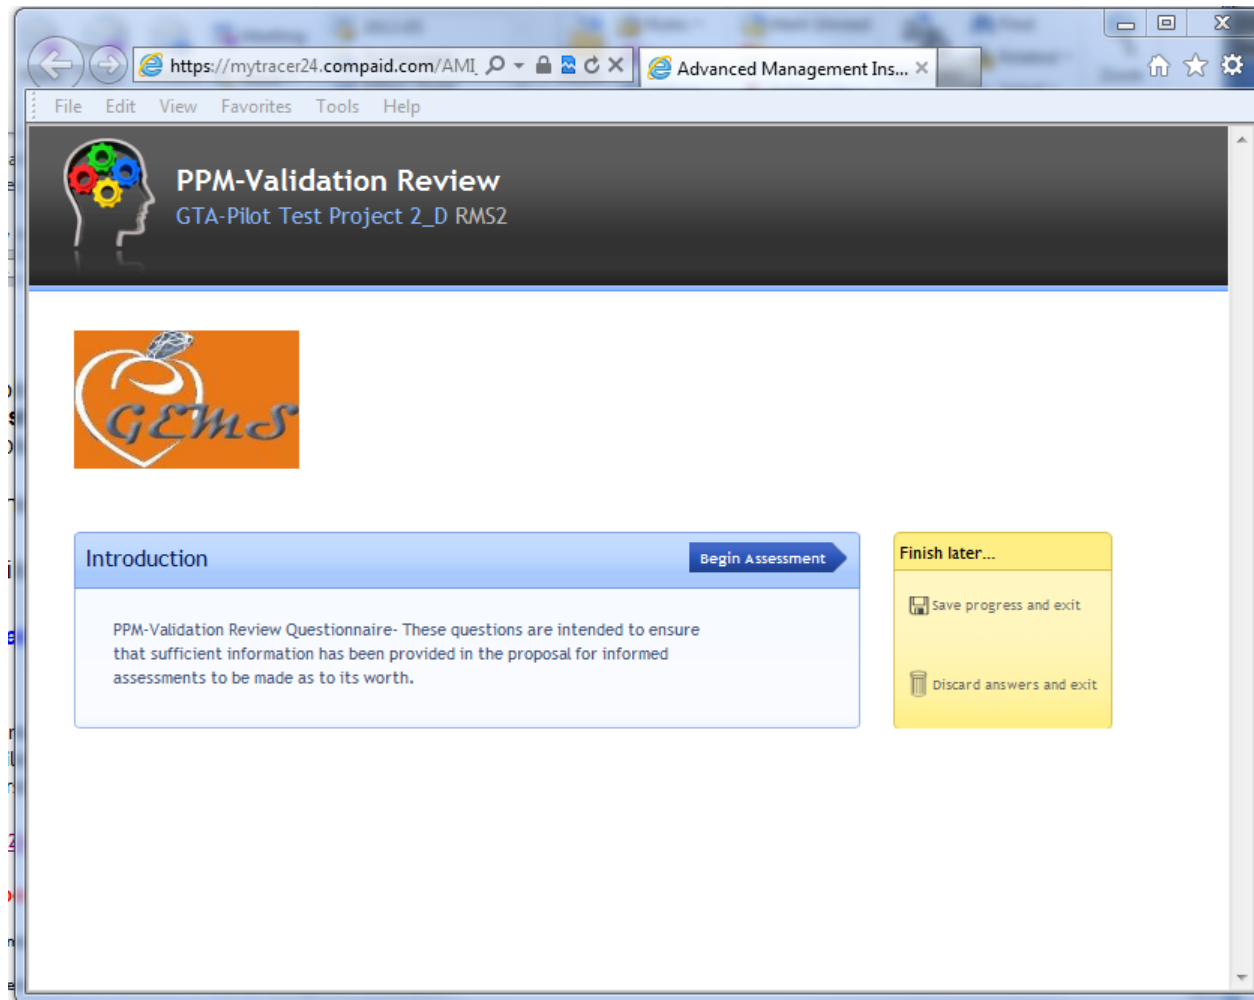 https://mytracer24.compaid.com/AMI
Advanced Management Ins...
File Edit View Favorites Tools Help
PPM-Validation Review
GTA-Pilot Test Project 2_D RMS2
GEMS
Introduction
Begin Assessment
PPM-Validation Review Questionnaire- These questions are intended to ensure
that sufficient information has been provided in the proposal for informed
assessments to be made as to its worth.
Finish later...
Save progress and exit
Discard answers and exit